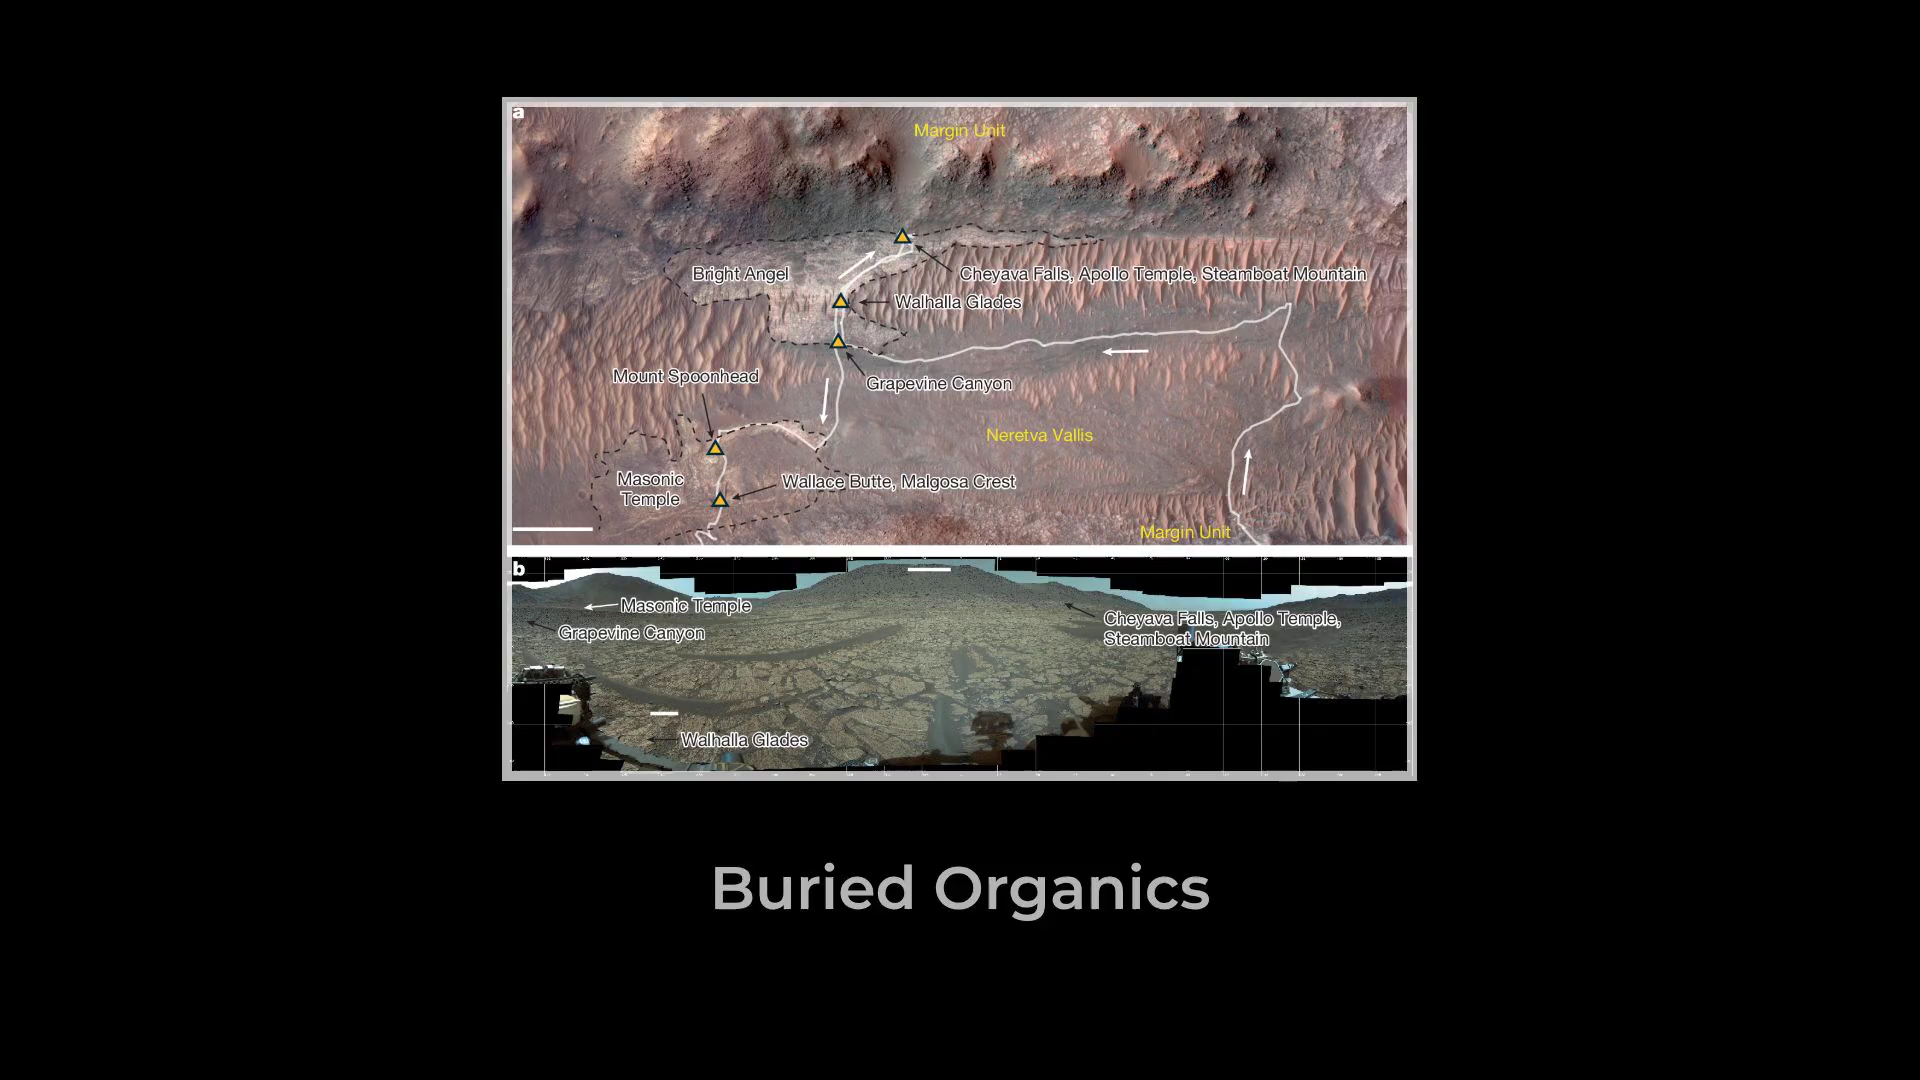 a
Margin Unit
Bright Angel
Cheyava Falls, Apollo Temple, Steamboat Mountain
Walhalla Glades
Mount Spoonhead
Grapevine Canyon
Neretva Vallis
Masonic
Temple
Wallace Butte, Malgosa Crest
Margin Unit
b
Masonic Temple
Grapevine Canyon
Cheyava Falls, Apollo Temple,
Steamboat Mountain
Walhalla Glades
Buried Organics